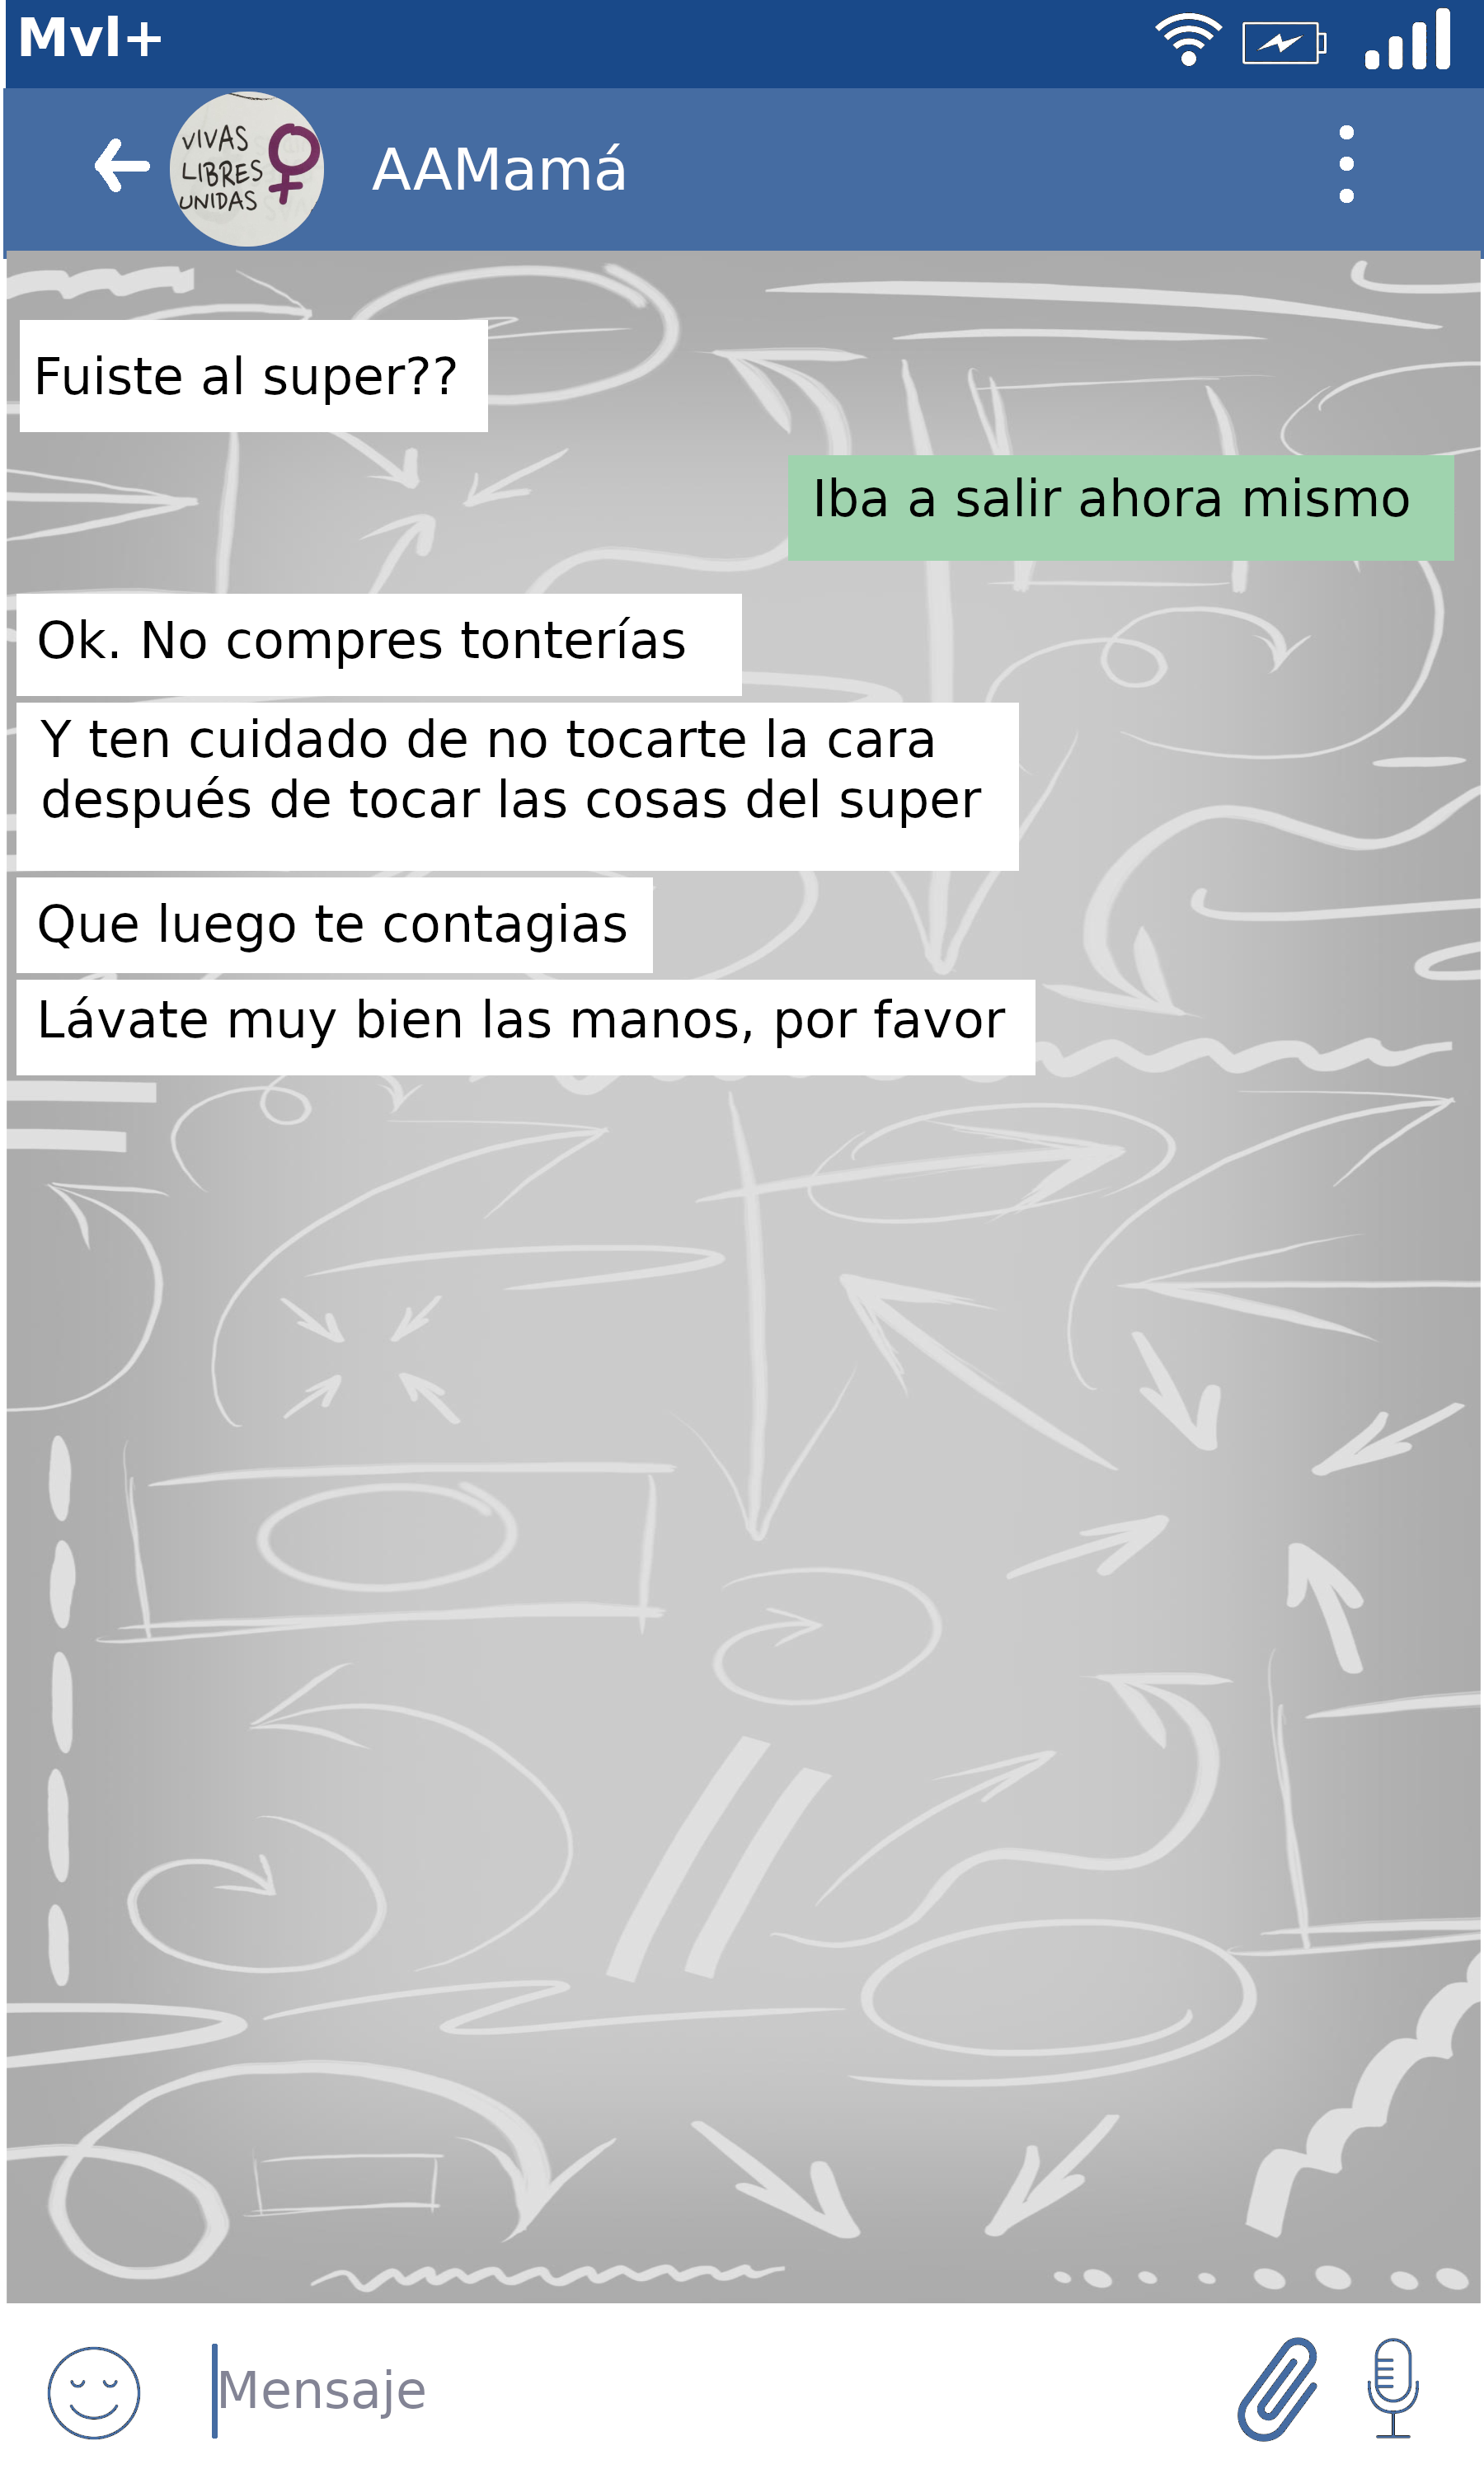 Mvl+
VIVAS
LIBRES
UNIDAS
AAMamá
Fuiste al super??
Iba a salir ahora mismo
Ok. No compres tonterías
Y ten cuidado de no tocarte la cara
después de tocar las cosas del super
Que luego te contagias
Lávate muy bien las manos, por favor
Mensaje